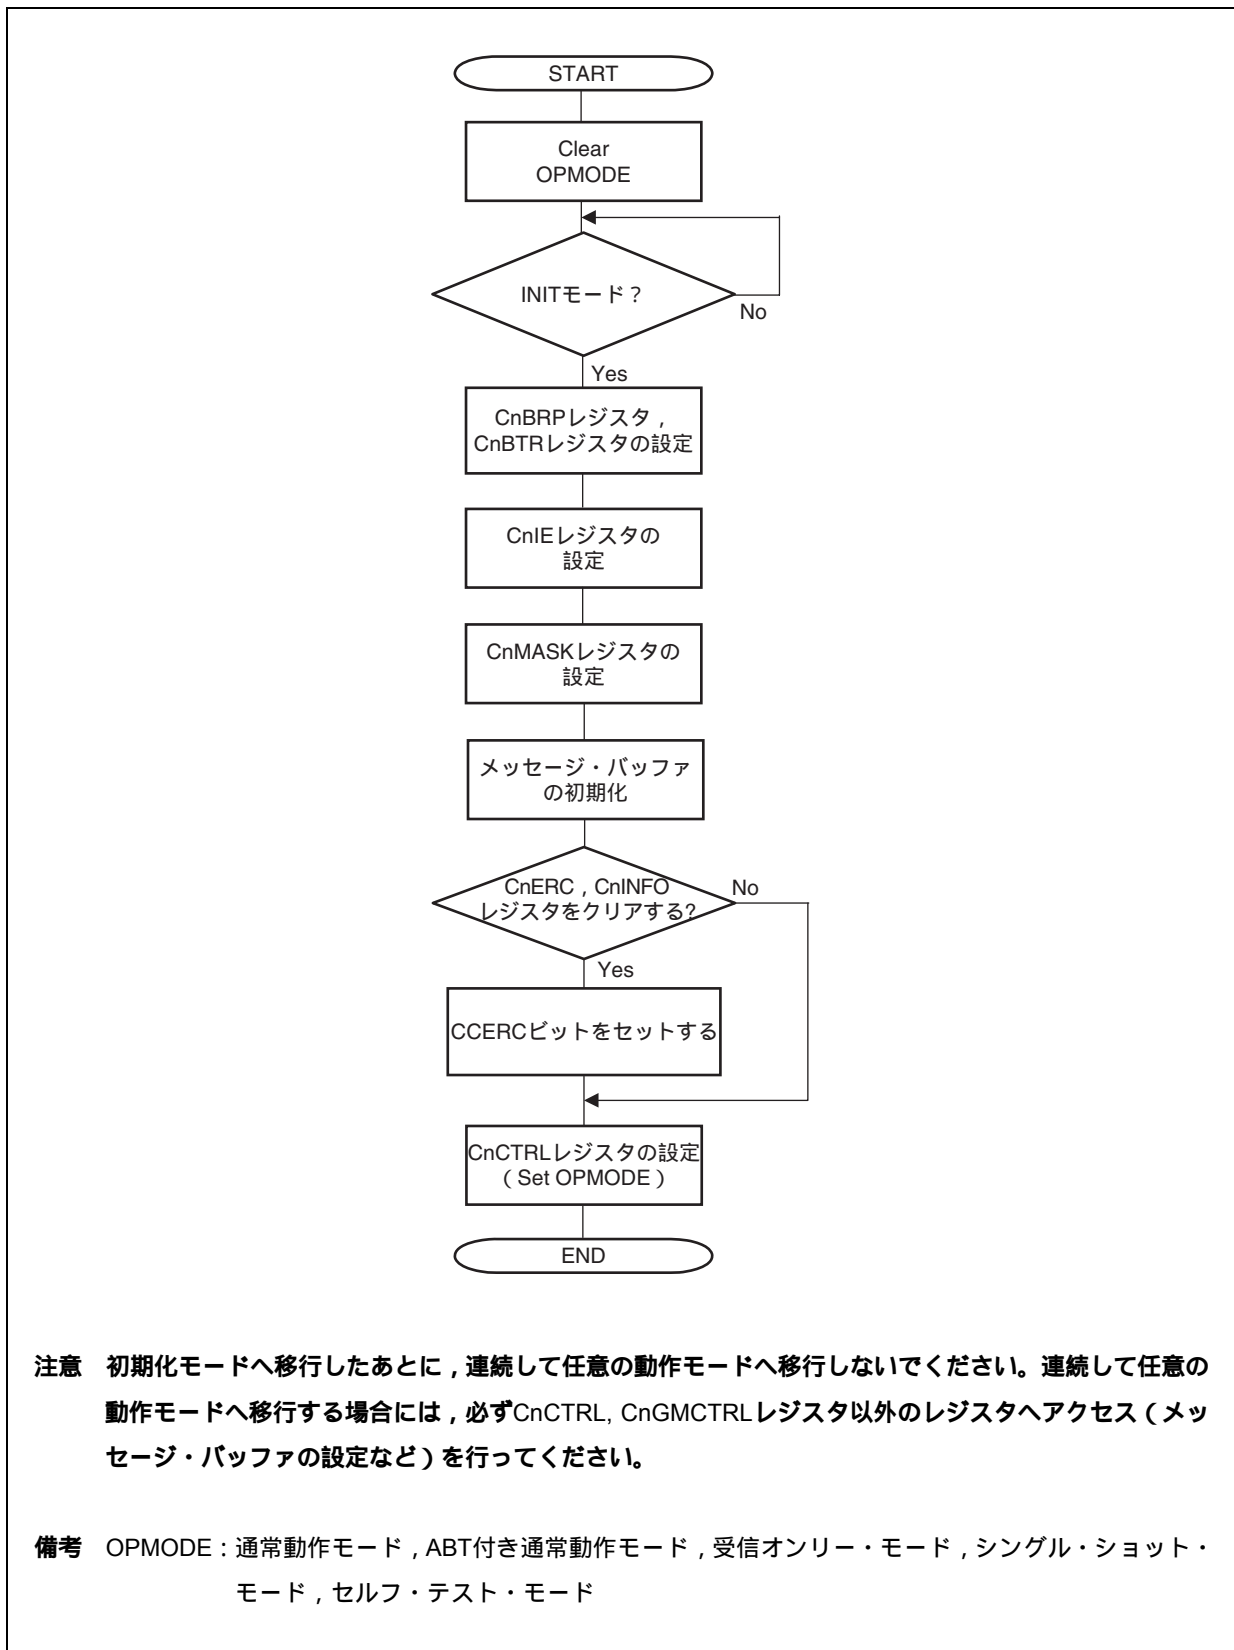 START
Clear
OPMODE
INITモード？
No
Yes
CnBRPレジスタ，
CnBTRレジスタの設定
CnIEレジスタの
設定
CnMASKレジスタの
設定
メッセージ・バッファ
の初期化
CnERC，CnINFO
レジスタをクリアする?
No
Yes
CCERCビットをセットする
CnCTRLレジスタの設定
（Set OPMODE）
END
注意　初期化モードへ移行したあとに，連続して任意の動作モードへ移行しないでください。連続して任意の
動作モードへ移行する場合には，必ずCnCTRL, CnGMCTRLレジスタ以外のレジスタへアクセス（メッ
セージ・バッファの設定など）を行ってください。
備考　OPMODE：通常動作モード，ABT付き通常動作モード，受信オンリー・モード，シングル・ショット・
モード，セルフ・テスト・モード